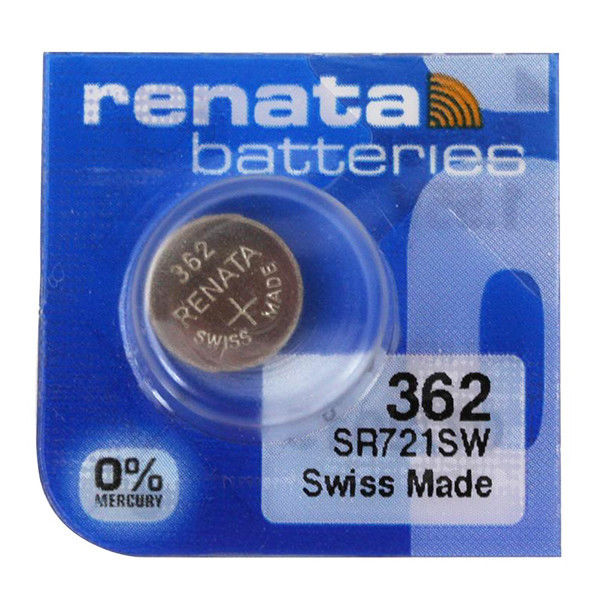 renata
batteries
362
RENATA
+
SWISS MADE
362
SR721SW
Swiss Made
0%
MERCURY